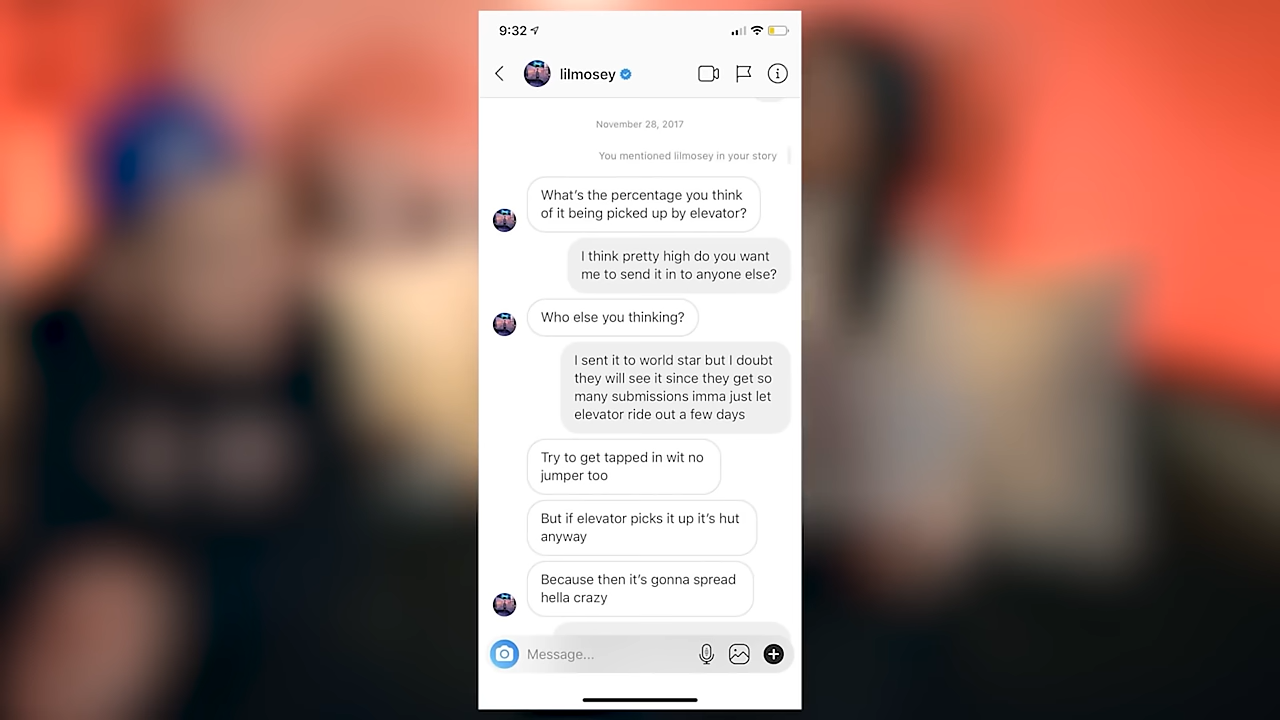 9:32
lilmosey
November 28, 2017
You mentioned lilmosey in your story
What's the percentage you think
of it being picked up by elevator?
I think pretty high do you want
me to send it in to anyone else?
Who else you thinking?
I sent it to world star but I doubt
they will see it since they get so
many submissions imma just let
elevator ride out a few days
Try to get tapped in wit no
jumper too
But if elevator picks it up it's hut
anyway
Because then it's gonna spread
hella crazy
Message...